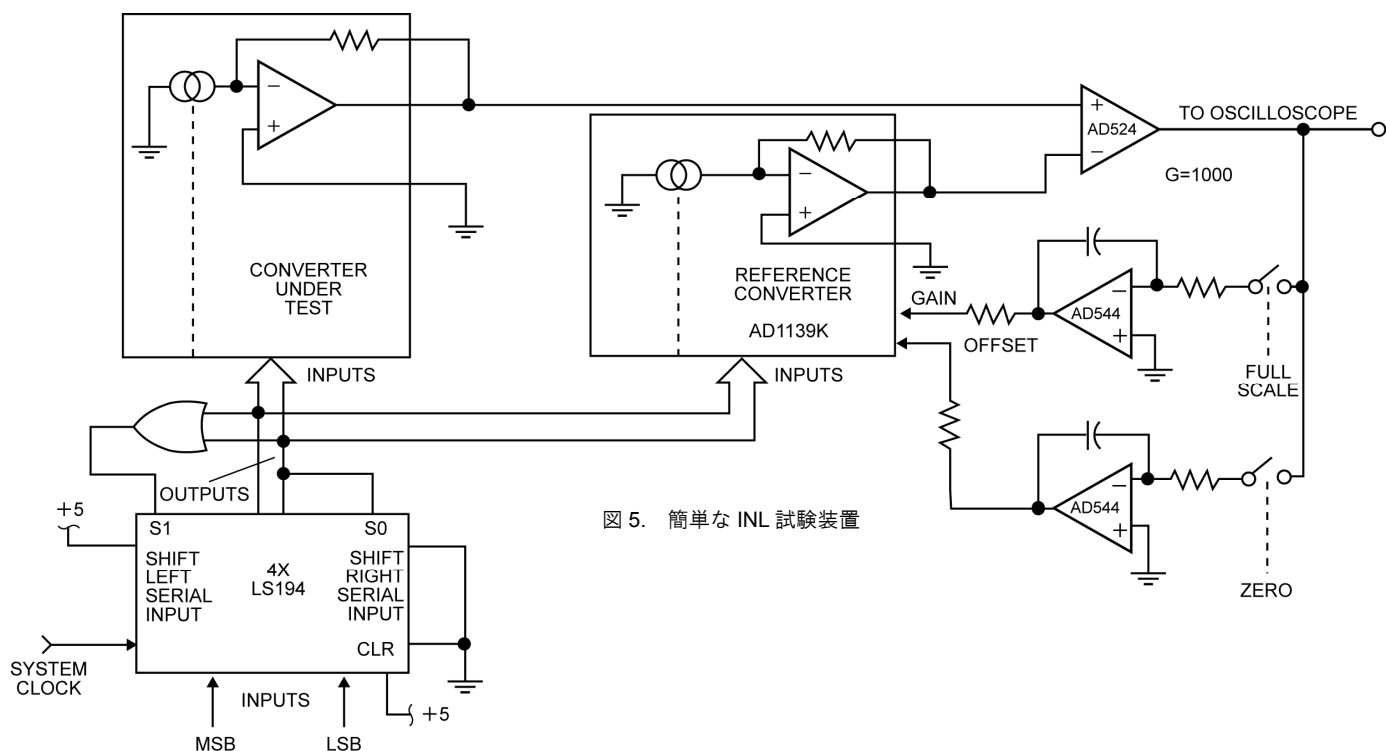 +
−
AD524
TO OSCILLOSCOPE
G=1000
−
+
CONVERTER
UNDER
TEST
−
+
REFERENCE
CONVERTER
AD1139K
GAIN
OFFSET
−
AD544
+
FULL
SCALE
INPUTS
INPUTS
OUTPUTS
−
AD544
+
ZERO
図 5. 簡単な INL 試験装置
+5
S1
S0
SHIFT
LEFT
SERIAL
INPUT
4X
LS194
SHIFT
RIGHT
SERIAL
INPUT
CLR
SYSTEM
CLOCK
INPUTS
+5
MSB
LSB